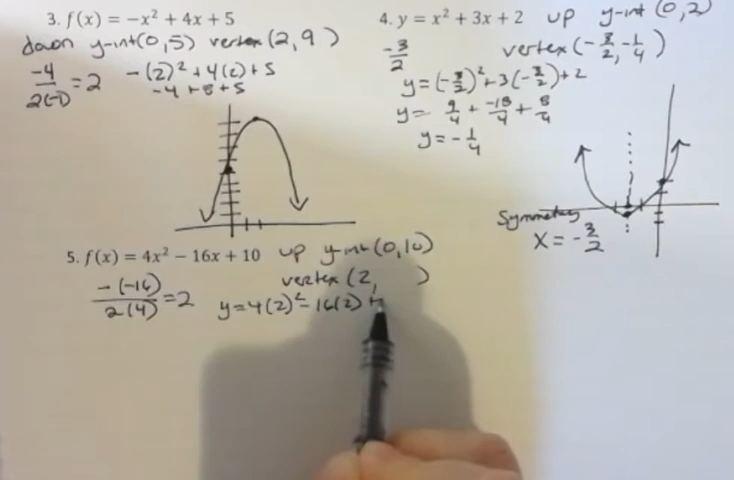 3. f(x) = −x² + 4x + 5
down y-int(0,5) vertex(2,9)
-4/2(-1) = 2 -(2)²+4(2)+5
-4+8+5
4. y = x² + 3x + 2 up y-int (0,2)
-3/2 vertex(-3/2,-1/4)
y=(-3/2)²+3(-3/2)+2
y= 9/4 + -18/4 + 8/4
y=-1/4
Symmetry
X=-3/2
5. f(x) = 4x² − 16x + 10 up y-int(0,10)
vertex(2, )
-(-16)/2(4) = 2 y=4(2)²-16(2)+